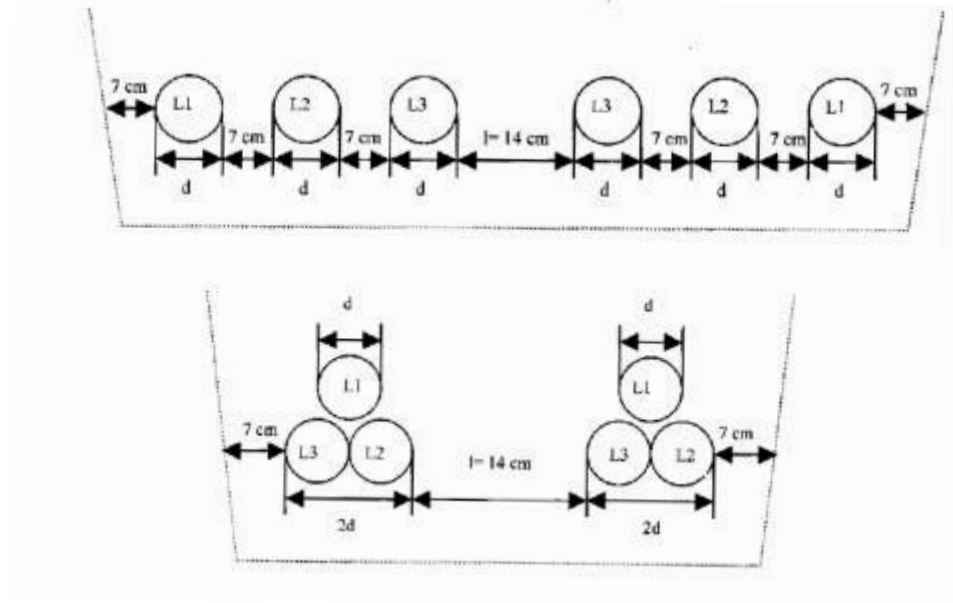 7 cm L1 L2 L3 L3 L2 L1 7 cm
7 cm 7 cm l= 14 cm 7 cm 7 cm
d d d d d d
d d
L1 L1
7 cm L3 L2 l= 14 cm L3 L2 7 cm
2d 2d